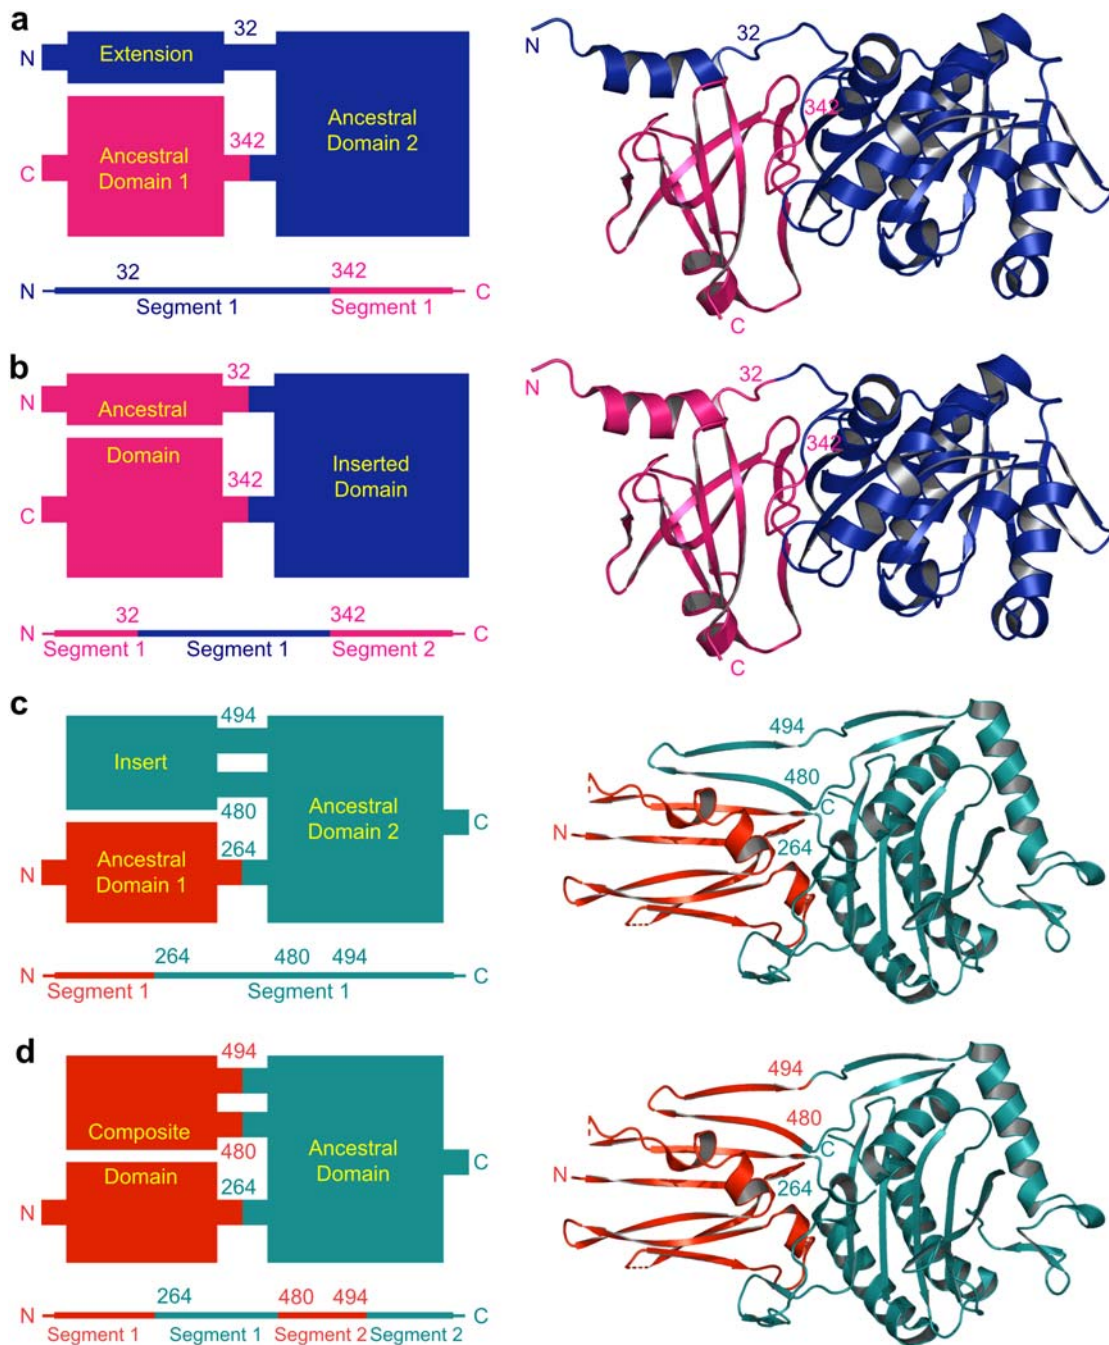 a
32
N
Extension
Ancestral
Domain 2
342
Ancestral
Domain 1
C
32
342
N
Segment 1
Segment 1
C
N
32
342
C
b
32
N
Ancestral
Domain
342
Inserted
Domain
C
32
342
N
Segment 1
Segment 1
Segment 2
C
N
32
342
C
c
494
Insert
480
Ancestral
Domain 2
C
264
Ancestral
Domain 1
N
264
480
494
N
Segment 1
Segment 1
C
494
480
C
N
264
d
494
Composite
480
Domain
264
Ancestral
Domain
C
N
264
480
494
N
Segment 1
Segment 1
Segment 2
Segment 2
C
494
480
C
N
264